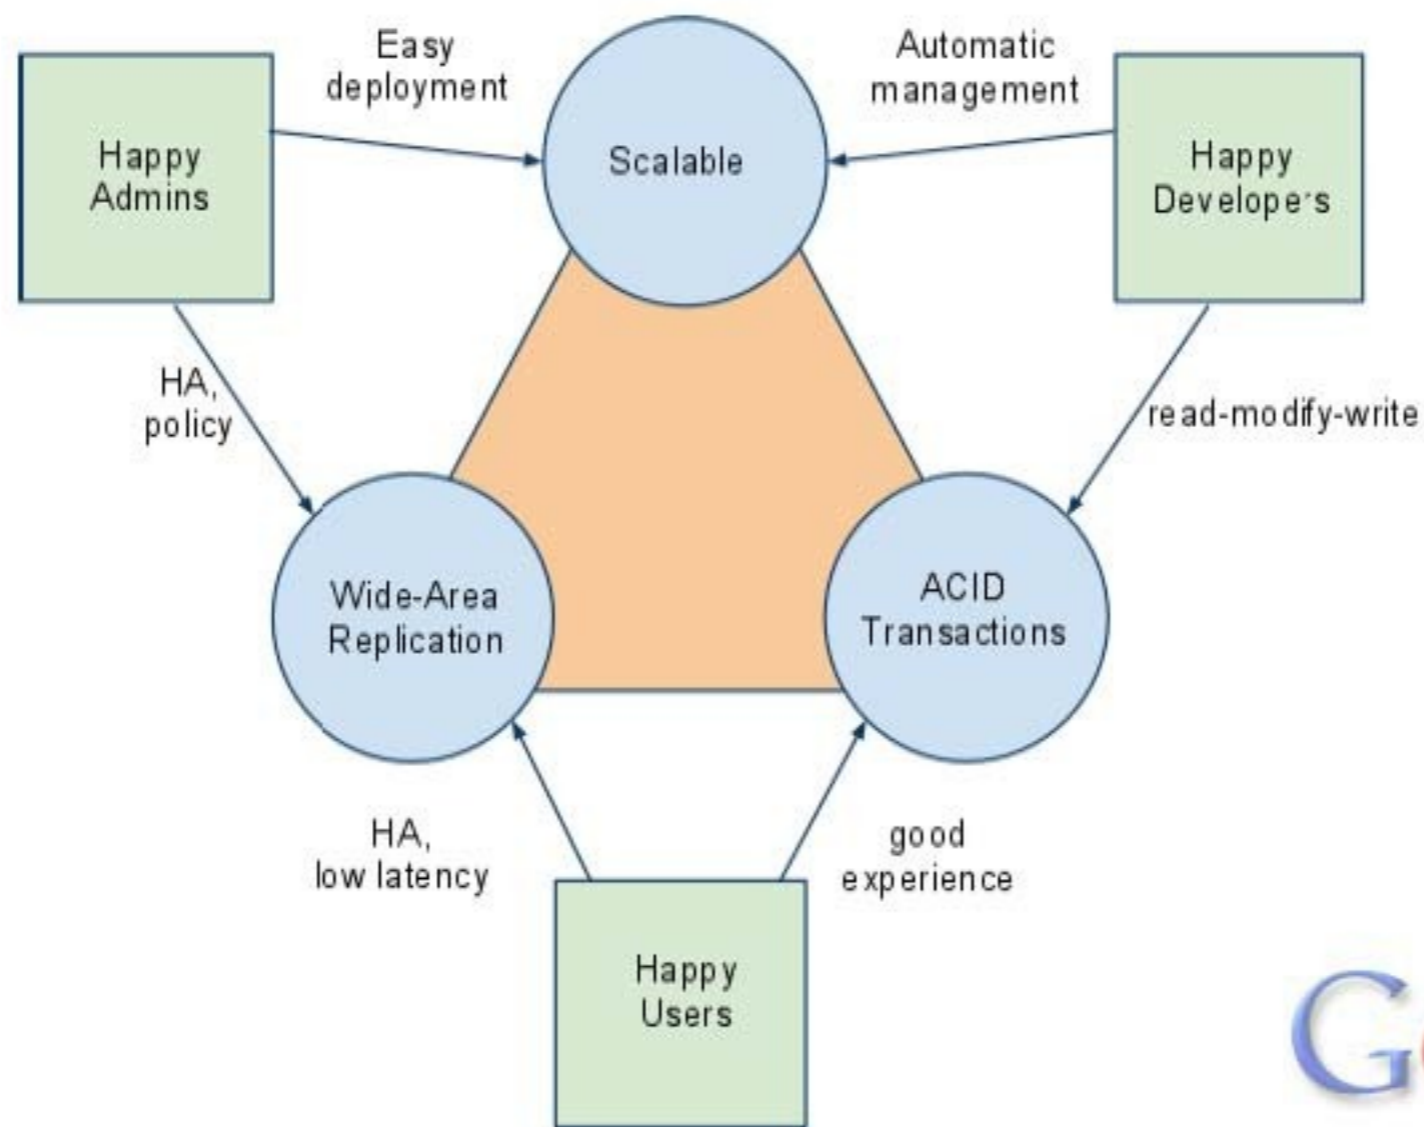 Easy
deployment
Automatic
management
Happy
Admins
Scalable
Happy
Developers
HA,
policy
read-modify-write
Wide-Area
Replication
ACID
Transactions
HA,
low latency
good
experience
Happy
Users
G